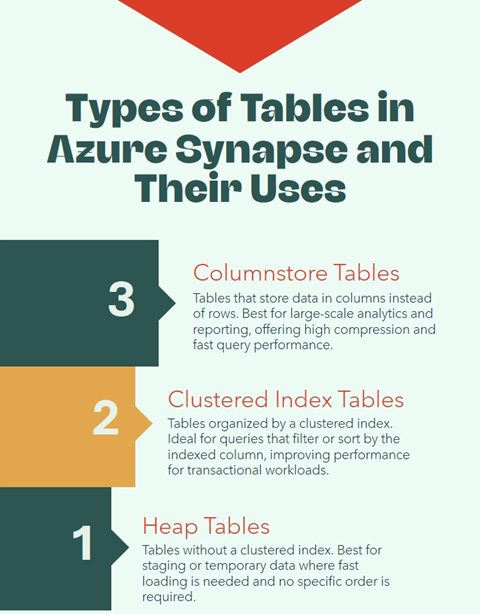 Types of Tables in
Azure Synapse and
Their Uses
3
Columnstore Tables
Tables that store data in columns instead
of rows. Best for large-scale analytics and
reporting, offering high compression and
fast query performance.
2
Clustered Index Tables
Tables organized by a clustered index.
Ideal for queries that filter or sort by the
indexed column, improving performance
for transactional workloads.
1
Heap Tables
Tables without a clustered index. Best for
staging or temporary data where fast
loading is needed and no specific order is
required.